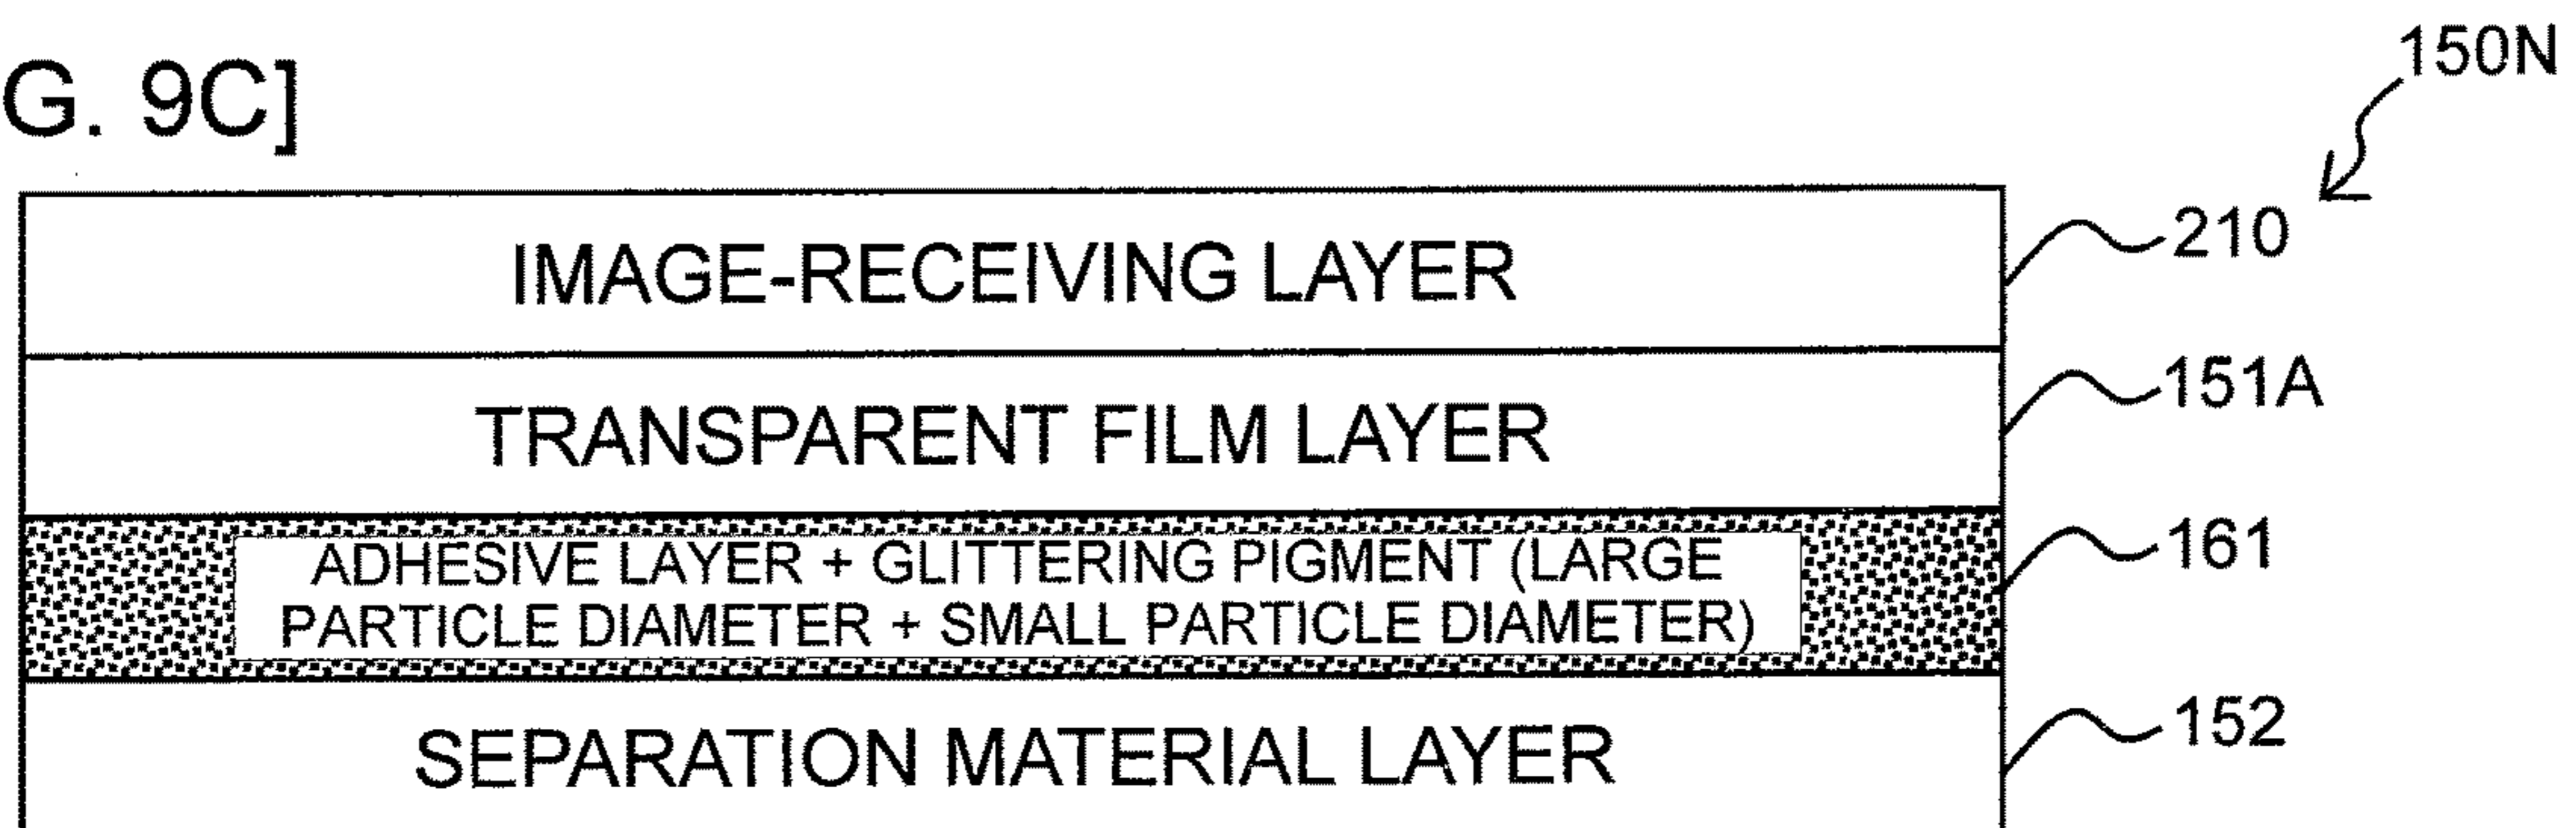 G. 9C]
150N
IMAGE-RECEIVING LAYER
210
TRANSPARENT FILM LAYER
151A
ADHESIVE LAYER + GLITTERING PIGMENT (LARGE
PARTICLE DIAMETER + SMALL PARTICLE DIAMETER)
161
SEPARATION MATERIAL LAYER
152